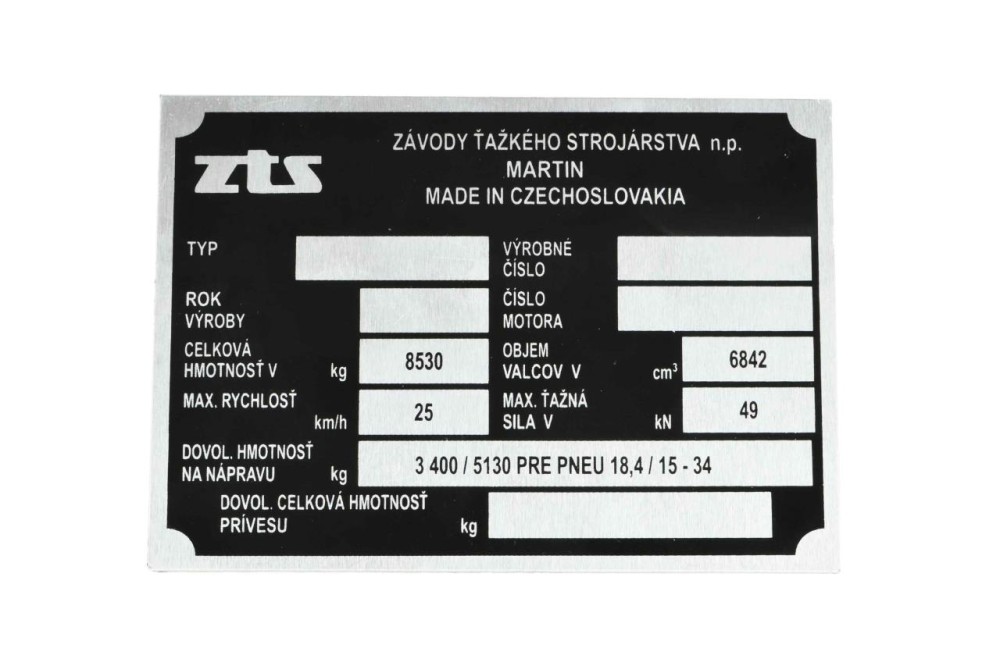 zts
ZÁVODY ŤAŽKÉHO STROJÁRSTVA n.p.
MARTIN
MADE IN CZECHOSLOVAKIA
TYP
VÝROBNÉ
ČÍSLO
ROK
VÝROBY
ČÍSLO
MOTORA
CELKOVÁ
HMOTNOSŤ V kg 8530
OBJEM
VALCOV V cm³ 6842
MAX. RYCHLOSŤ
km/h 25
MAX. ŤAŽNÁ
SILA V kN 49
DOVOL. HMOTNOSŤ
NA NÁPRAVU kg 3 400 / 5130 PRE PNEU 18,4 / 15 - 34
DOVOL. CELKOVÁ HMOTNOSŤ
PRÍVESU kg